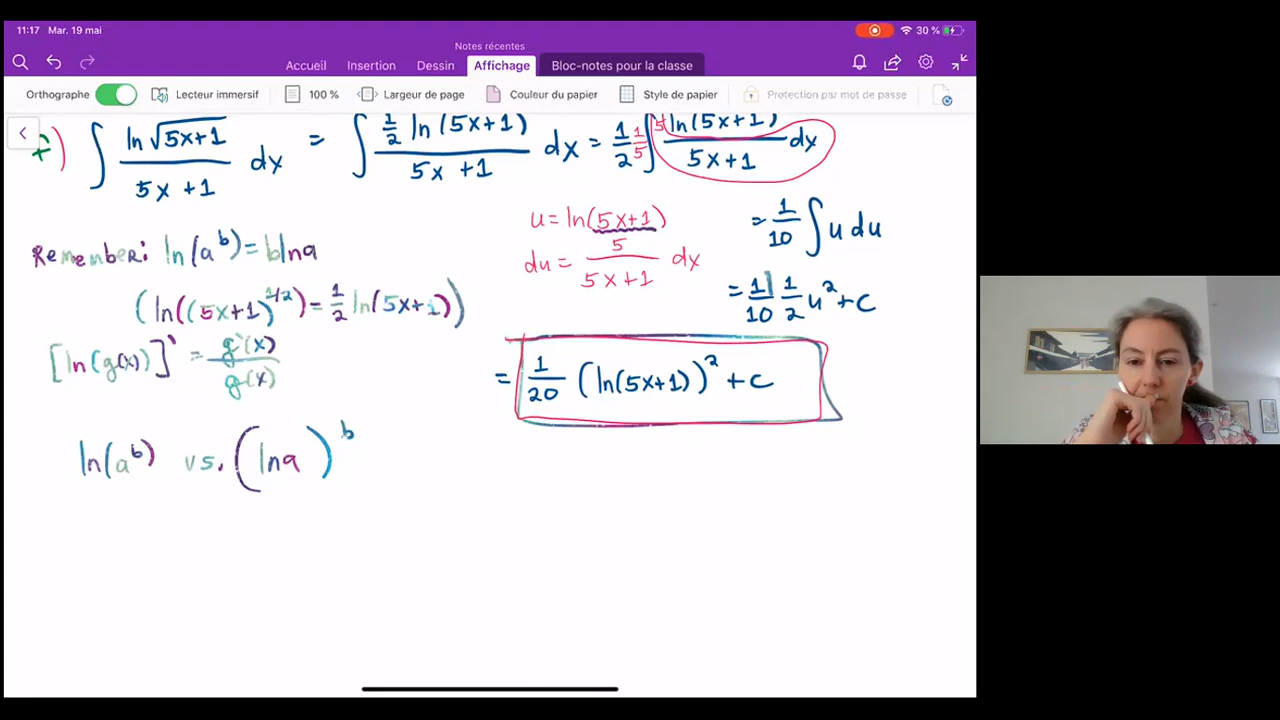 11:17 Mar. 19 mai
30 %
Notes récentes
Accueil Insertion Dessin Affichage Bloc-notes pour la classe
Orthographe Lecteur immersif 100 % Largeur de page Couleur du papier Style de papier Protection par mot de passe
f) ∫ ln √5x+1 / 5x+1 dx = ∫ 1/2 ln (5x+1) / 5x+1 dx = 1/2 1/5 ∫ 5 ln(5x+1) / 5x+1 dx
u = ln(5x+1)
du = 5 / 5x+1 dx
= 1/10 ∫ u du
= 1/10 1/2 u² + c
= 1/20 (ln(5x+1))² + c
Remember: ln(a^b) = b ln a
(ln((5x+1)^1/2) = 1/2 ln(5x+1))
[ln(g(x))]' = g'(x) / g(x)
ln(a^b) vs. (ln a)^b